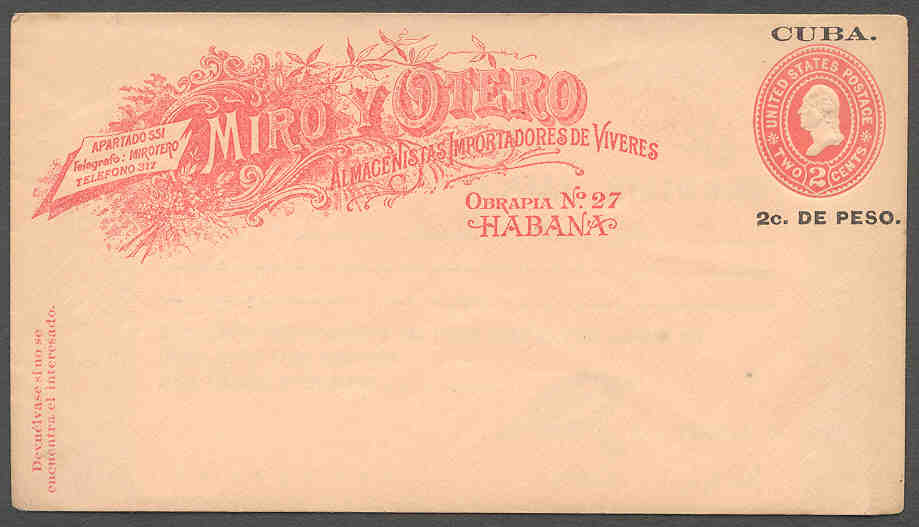 CUBA.
UNITED STATES POSTAGE
TWO 2 CENTS
2c. DE PESO.
MIRO Y OTERO
ALMACENISTAS IMPORTADORES DE VIVERES
OBRAPIA Nº 27
HABANA
APARTADO 551
Telegrafo: MIROTERO
TELEFONO 317
Devuélvase si no se
encuentra el interesado.